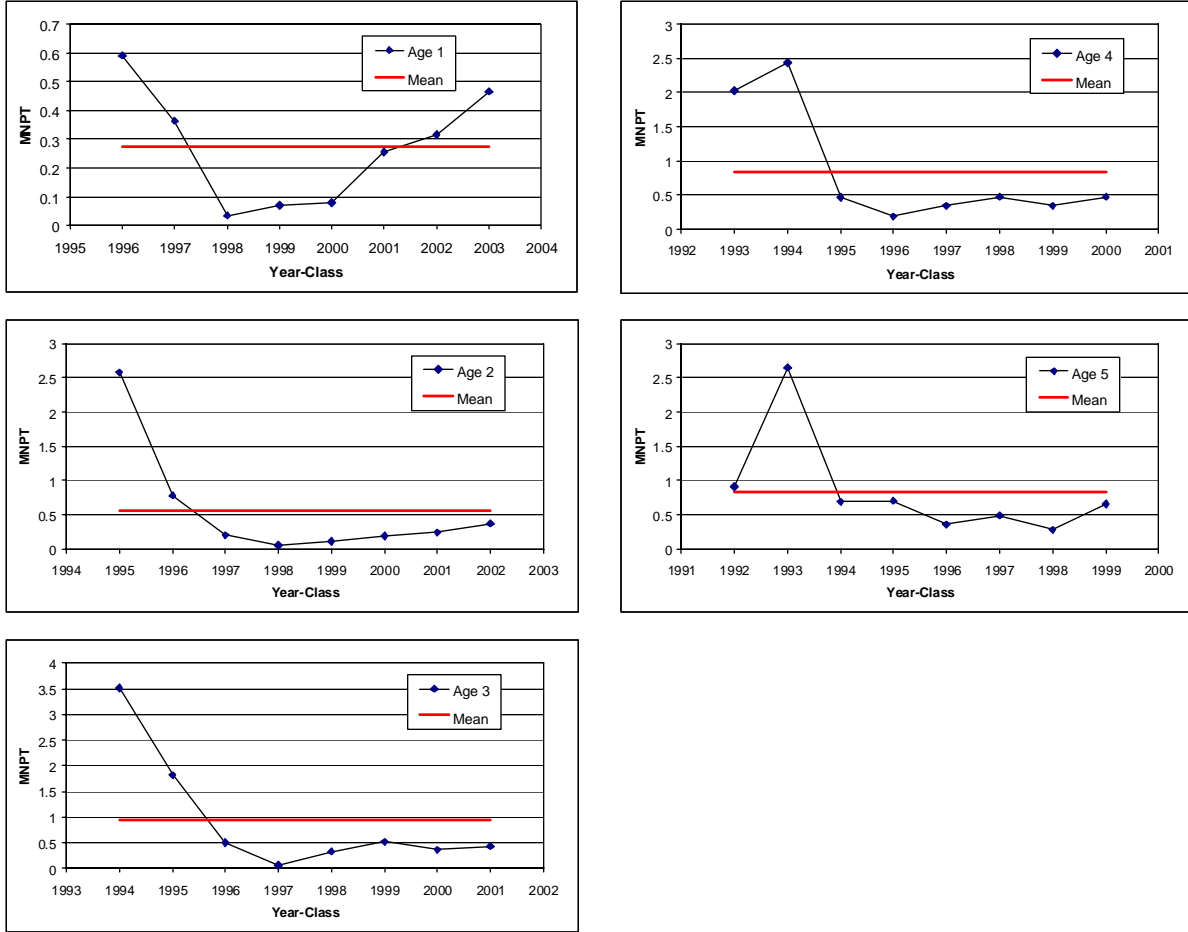 0.7
0.6
0.5
0.4
0.3
0.2
0.1
0
MNPT
Age 1
Mean
1995 1996 1997 1998 1999 2000 2001 2002 2003 2004
Year-Class
3
2.5
2
1.5
1
0.5
0
MNPT
Age 4
Mean
1992 1993 1994 1995 1996 1997 1998 1999 2000 2001
Year-Class
3
2.5
2
1.5
1
0.5
0
MNPT
Age 2
Mean
1994 1995 1996 1997 1998 1999 2000 2001 2002 2003
Year-Class
3
2.5
2
1.5
1
0.5
0
MNPT
Age 5
Mean
1991 1992 1993 1994 1995 1996 1997 1998 1999 2000
Year-Class
4
3.5
3
2.5
2
1.5
1
0.5
0
MNPT
Age 3
Mean
1993 1994 1995 1996 1997 1998 1999 2000 2001 2002
Year-Class